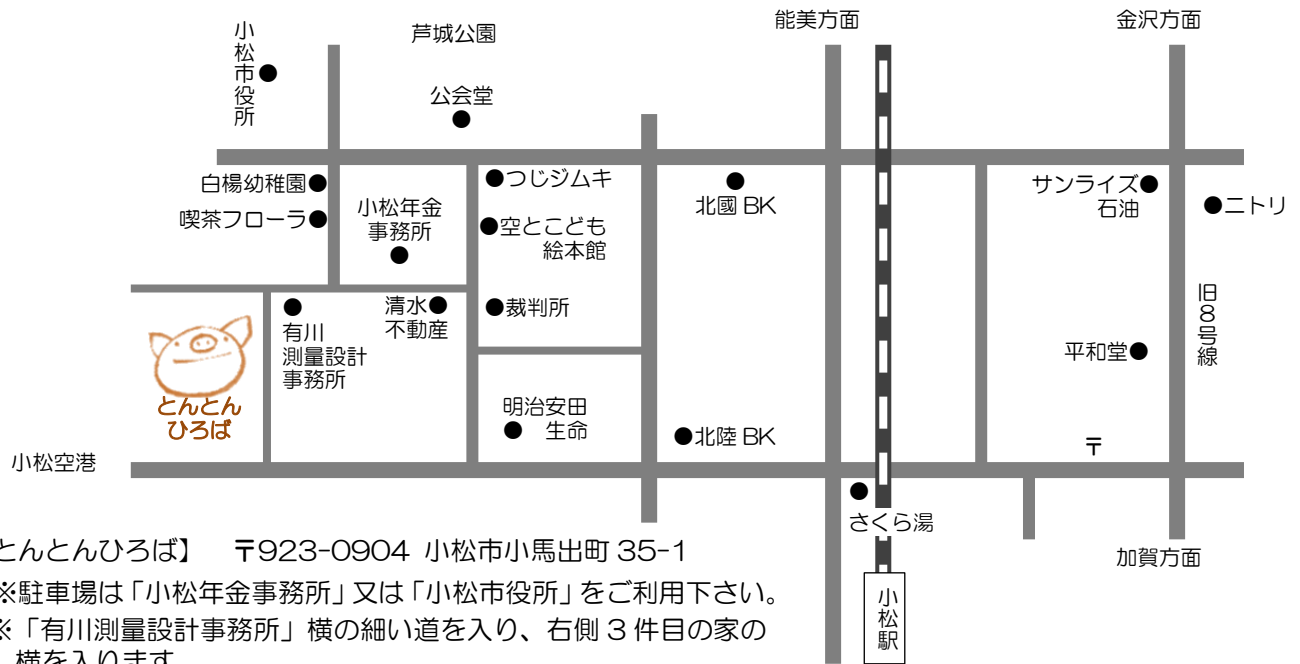 能美方面
金沢方面
小松市役所
芦城公園
公会堂
白楊幼稚園
喫茶フローラ
小松年金
事務所
つじジムキ
空とこども
絵本館
北國 BK
サンライズ
石油
ニトリ
有川
測量設計
事務所
清水
不動産
裁判所
旧8号線
平和堂
とんとん
ひろば
明治安田
生命
北陸 BK
〒
小松空港
さくら湯
とんとんひろば】 〒923-0904 小松市小馬出町 35-1
加賀方面
※駐車場は「小松年金事務所」又は「小松市役所」をご利用下さい。
小松駅
※「有川測量設計事務所」横の細い道を入り、右側 3 件目の家の
横を入ります